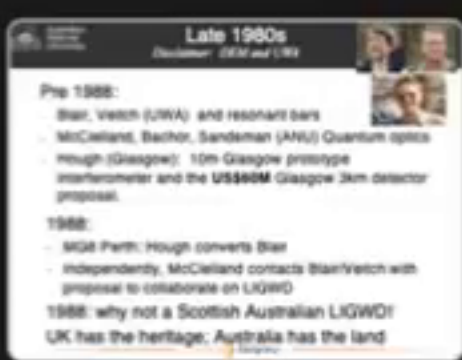 Late 1980s
Disclaimer: DEM and UWA
Pre 1988:
- Blair, Veitch (UWA) and resonant bars
- McClelland, Bachor, Sandeman (ANU) Quantum optics
- Hough (Glasgow): 10m Glasgow prototype
interferometer and the US$60M Glasgow 3km detector
proposal.
1988:
- MG8 Perth: Hough converts Blair
- Independently, McClelland contacts Blair/Veitch with
proposal to collaborate on LIGWD
1988: why not a Scottish Australian LIGWD!
UK has the heritage; Australia has the land